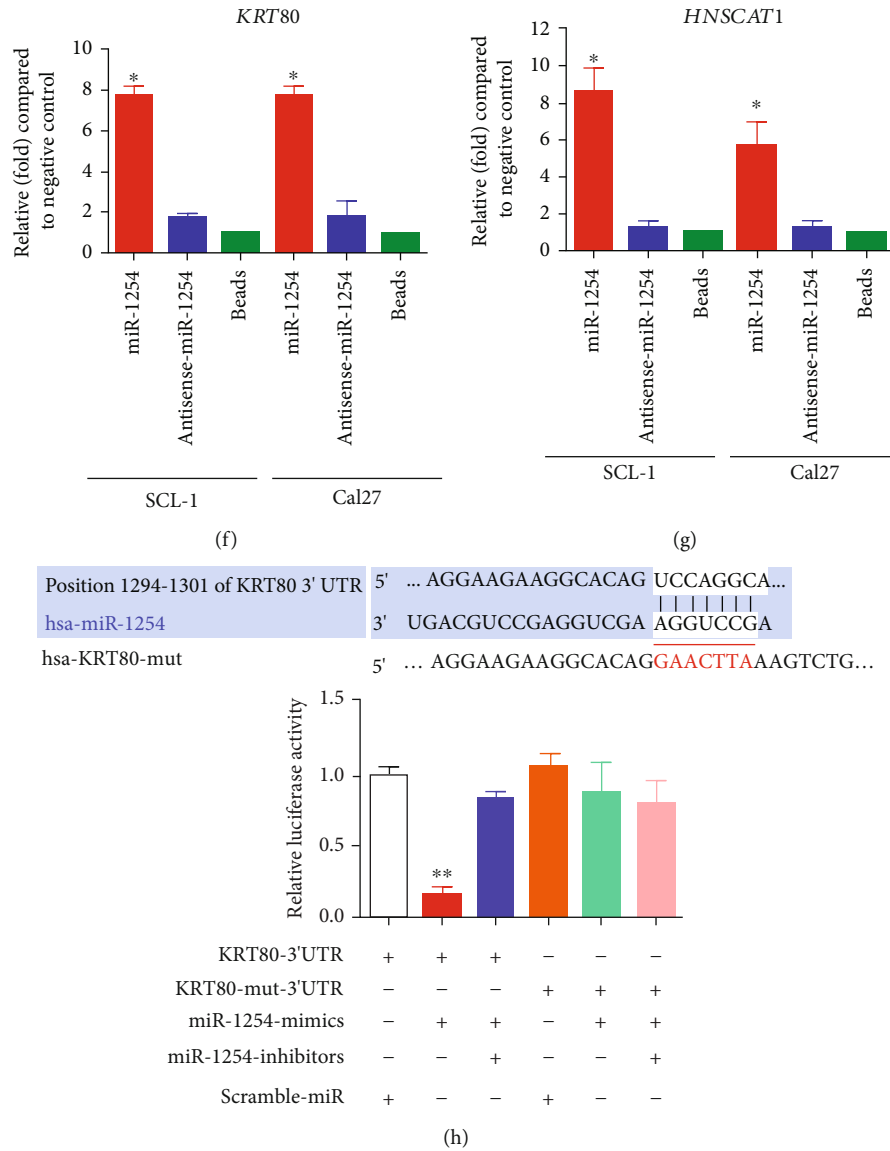 KRT80
Relative (fold) compared
to negative control
10
8
6
4
2
0
*
*
miR-1254
Antisense-miR-1254
Beads
miR-1254
Antisense-miR-1254
Beads
SCL-1
Cal27
(f)
HNSCAT1
Relative (fold) compared
to negative control
12
10
8
6
4
2
0
*
*
miR-1254
Antisense-miR-1254
Beads
miR-1254
Antisense-miR-1254
Beads
SCL-1
Cal27
(g)
Position 1294-1301 of KRT80 3' UTR 5' ... AGGAAGAAGGCACAG UCCAGGCA...
hsa-miR-1254 3' UGACGUCCGAGGUCGA AGGUCCGA
hsa-KRT80-mut 5' ... AGGAAGAAGGCACAGGAACTTAAAGTCTG...
Relative luciferase activity
1.5
1.0
0.5
0.0
**
KRT80-3'UTR + + + − − −
KRT80-mut-3'UTR − − − + + +
miR-1254-mimics − + + − + +
miR-1254-inhibitors − − + − − +
Scramble-miR + − − + − −
(h)